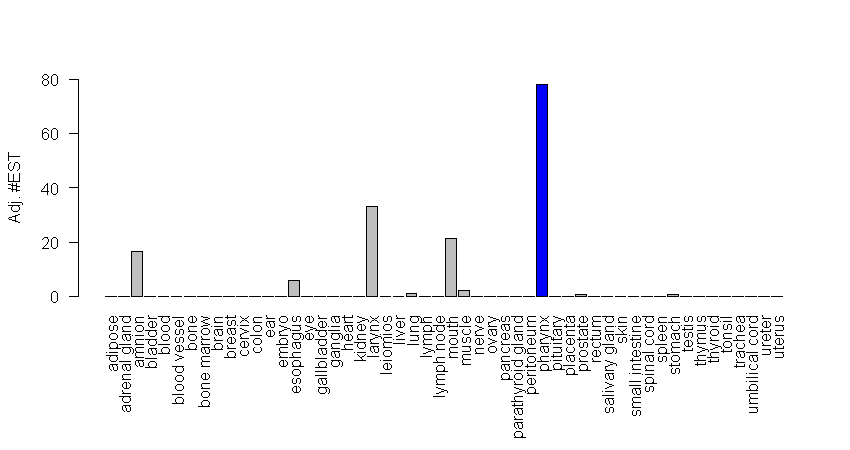 80
60
40
20
0
Adj. #EST
adipose
adrenal gland
amnion
bladder
blood
blood vessel
bone
bone marrow
brain
breast
cervix
colon
ear
embryo
esophagus
eye
gallbladder
ganglia
heart
kidney
larynx
leiomios
liver
lung
lymph
lymph node
mouth
muscle
nerve
ovary
pancreas
parathyroid gland
peritoneum
pharynx
pituitary
placenta
prostate
rectum
salivary gland
skin
small intestine
spinal cord
spleen
stomach
testis
thymus
thyroid
tonsil
trachea
umbilical cord
ureter
uterus